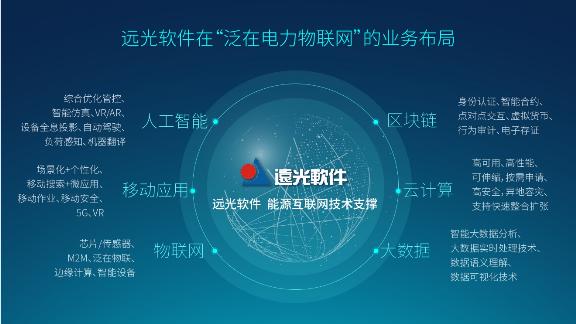 远光软件在“泛在电力物联网”的业务布局
综合优化管控、
智能仿真、VR/AR、
设备全息投影、自动驾驶、
负荷感知、机器翻译
人工智能
区块链
身份认证、智能合约、
点对点交互、虚拟货币、
行为审计、电子存证
场景化+个性化、
移动搜索+微应用、
移动作业、移动安全、
5G、VR
移动应用
遠光軟件
远光软件 能源互联网技术支撑
云计算
高可用、高性能、
可伸缩，按需申请、
高安全，异地容灾、
支持快速整合扩张
芯片/传感器、
M2M、泛在物联、
边缘计算、智能设备
物联网
大数据
智能大数据分析、
大数据实时处理技术、
数据语义理解、
数据可视化技术